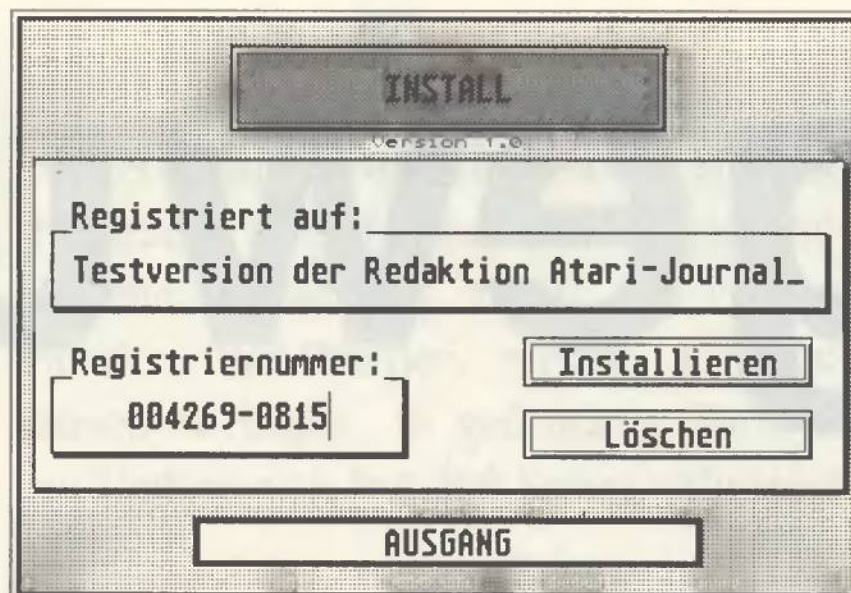 INSTALL
Version 1.0
Registriert auf:
Testversion der Redaktion Atari-Journal_
Registriernummer:
004269-0815
Installieren
Löschen
AUSGANG